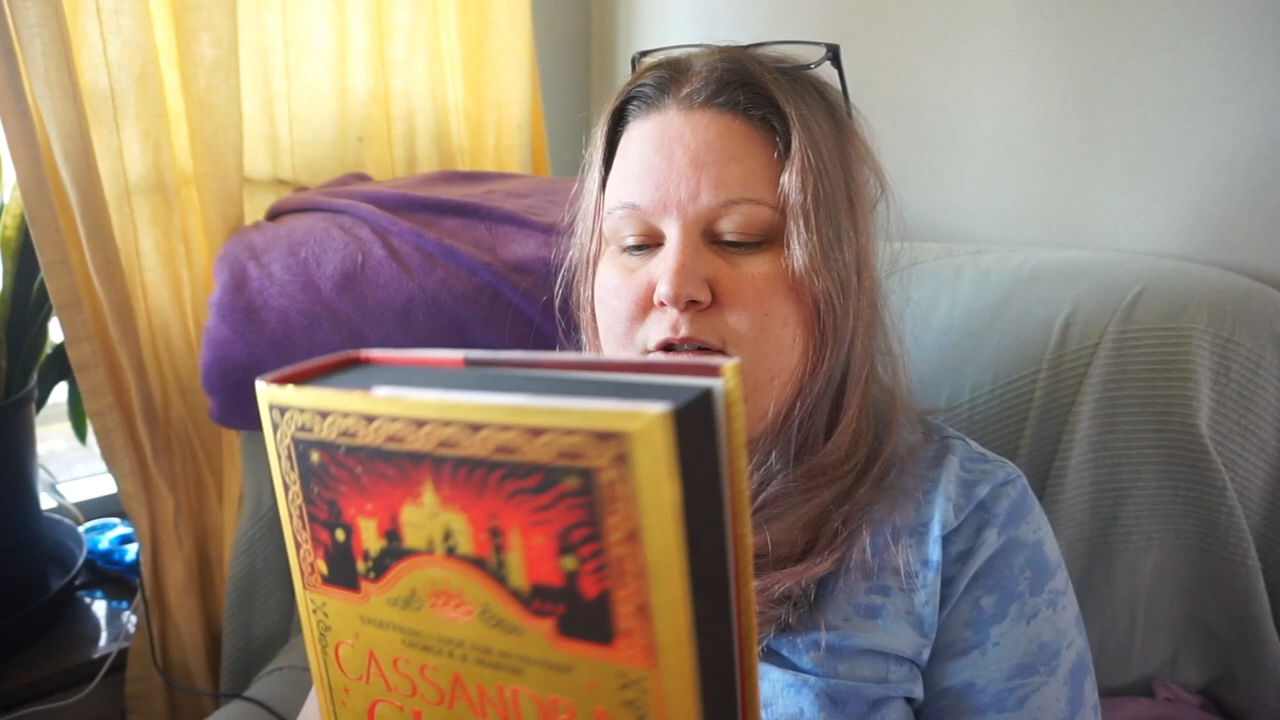 "EVERYTHING I LOOK FOR IN FANTASY"
GEORGE R. R. MARTIN
CASSANDRA